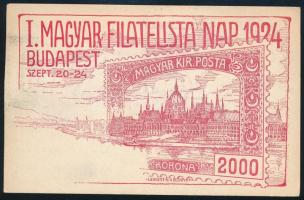 I. MAGYAR FILATELISTA NAP 1924
BUDAPEST
SZEPT. 20-24.
MAGYAR KIR. POSTA
KORONA
2000